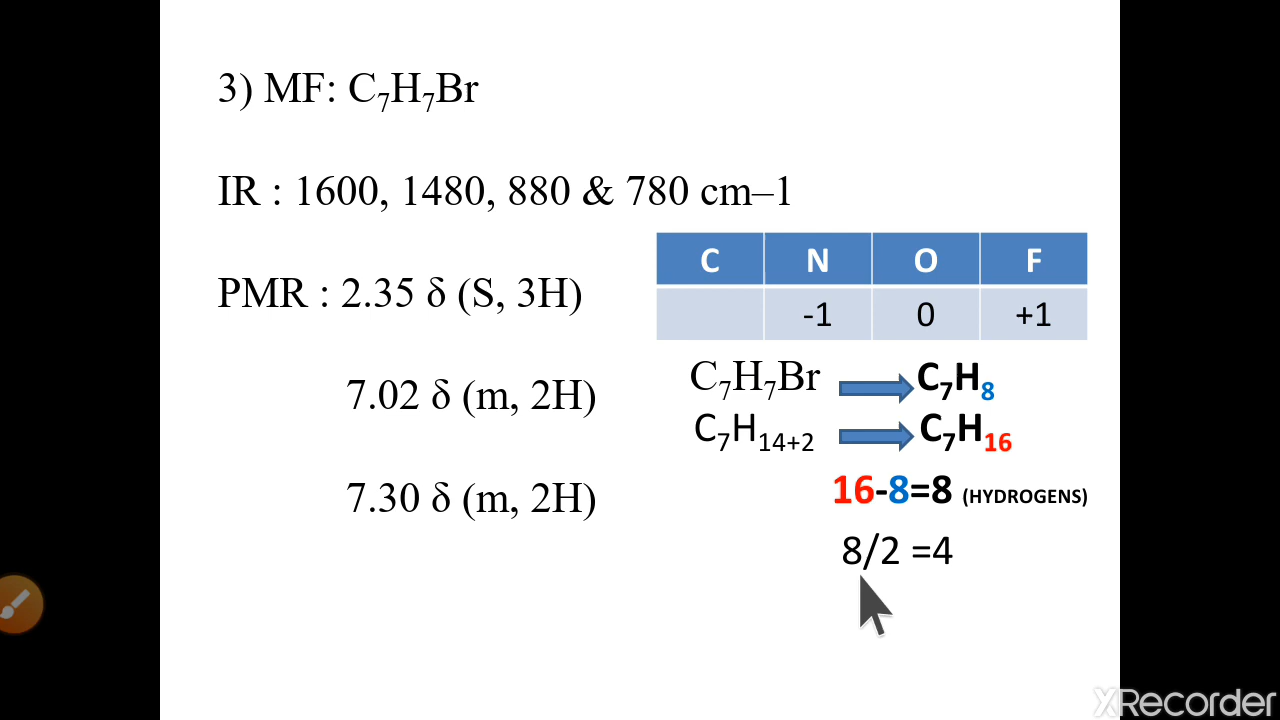 3) MF: C₇H₇Br
IR : 1600, 1480, 880 & 780 cm–1
PMR : 2.35 δ (S, 3H)
7.02 δ (m, 2H)
7.30 δ (m, 2H)
C N O F
-1 0 +1
C₇H₇Br C₇H₈
C₇H₁₄₊₂ C₇H₁₆
16-8=8 (HYDROGENS)
8/2 =4
XRecorder